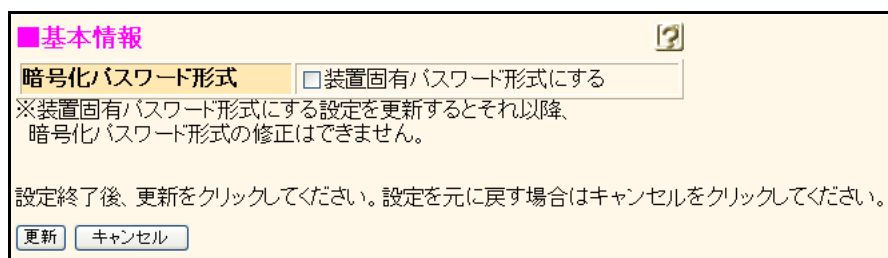 ■基本情報
暗号化パスワード形式 □装置固有パスワード形式にする
※装置固有パスワード形式にする設定を更新するとそれ以降、
暗号化パスワード形式の修正はできません。
設定終了後、更新をクリックしてください。設定を元に戻す場合はキャンセルをクリックしてください。
更新 キャンセル